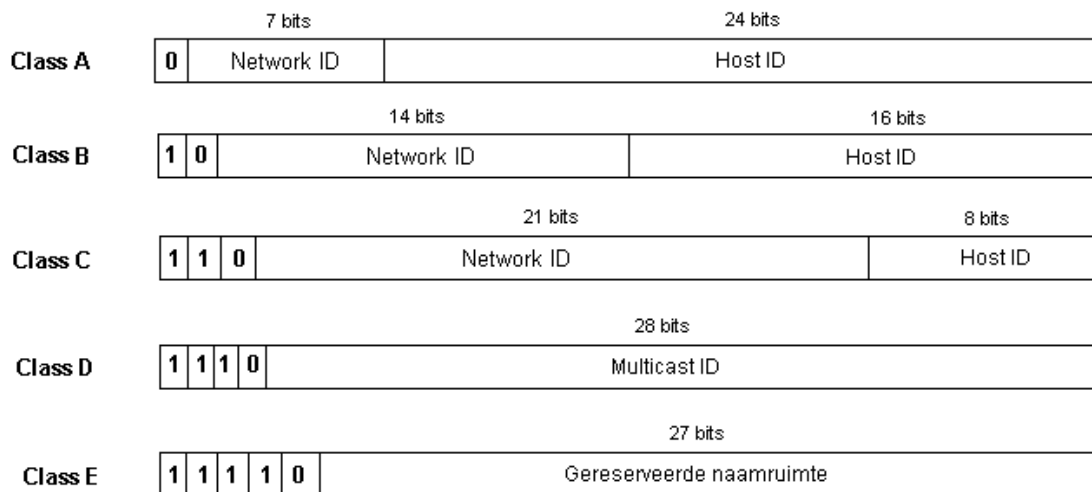 7 bits 24 bits
Class A 0 Network ID Host ID
14 bits 16 bits
Class B 1 0 Network ID Host ID
21 bits 8 bits
Class C 1 1 0 Network ID Host ID
28 bits
Class D 1 1 1 0 Multicast ID
27 bits
Class E 1 1 1 1 0 Gereserveerde naamruimte